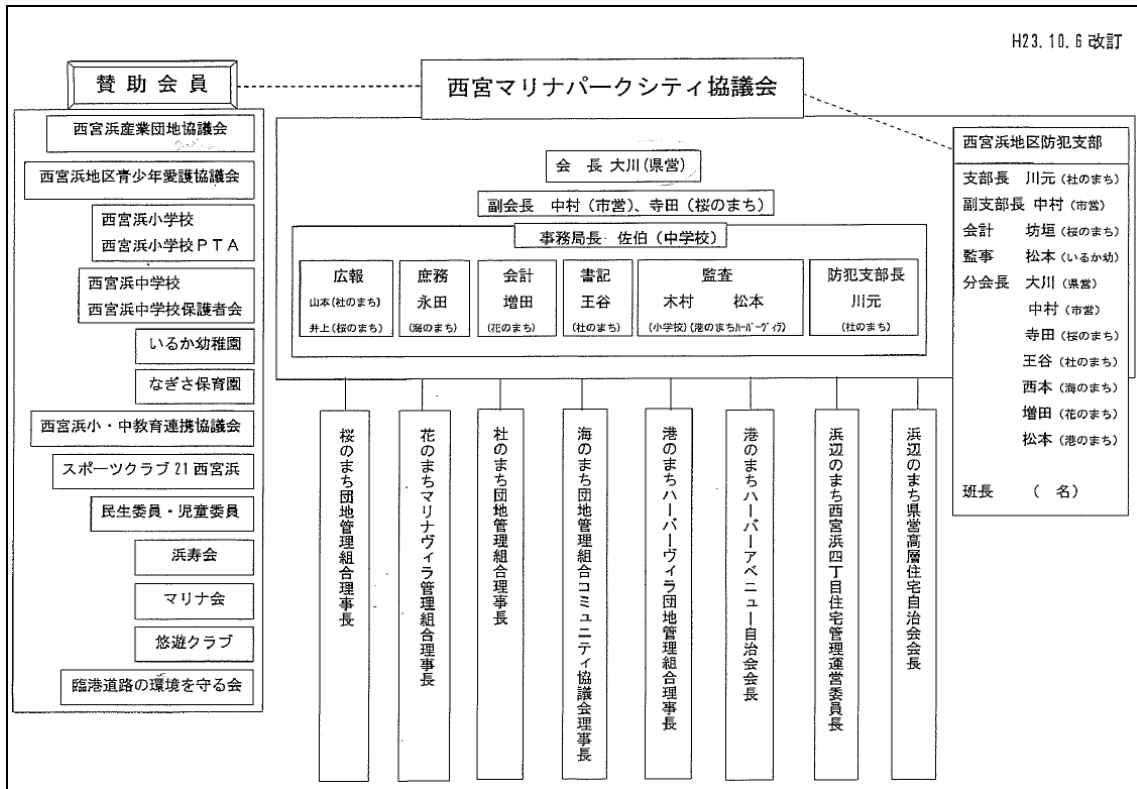 H23.10.6 改訂
賛助会員
西宮マリナパークシティ協議会
西宮浜産業団地協議会
西宮浜地区青少年愛護協議会
西宮浜小学校
西宮浜小学校PTA
西宮浜中学校
西宮浜中学校保護者会
いるか幼稚園
なぎさ保育園
西宮浜小・中教育連携協議会
スポーツクラブ21西宮浜
民生委員・児童委員
浜寿会
マリナ会
悠遊クラブ
臨港道路の環境を守る会
会 長 大川(県営)
副会長 中村(市営)、寺田(桜のまち)
事務局長 佐伯(中学校)
広報
山本(杜のまち)
井上(桜のまち)
庶務
永田
(海のまち)
会計
増田
(花のまち)
書記
王谷
(杜のまち)
監査
木村 松本
(小学校)(港のまちハーバーヴィラ)
防犯支部長
川元
(杜のまち)
西宮浜地区防犯支部
支部長 川元(杜のまち)
副支部長 中村(市営)
会計 坊垣(桜のまち)
監事 松本(いるか幼)
分会長 大川(県営)
中村(市営)
寺田(桜のまち)
王谷(杜のまち)
西本(海のまち)
増田(花のまち)
松本(港のまち)
班長 ( 名)
桜のまち団地管理組合理事長
花のまちマリナヴィラ管理組合理事長
杜のまち団地管理組合理事長
海のまち団地管理組合コミュニティ協議会理事長
港のまちハーバーヴィラ団地管理組合理事長
港のまちハーバーアベニュー自治会会長
浜辺のまち西宮浜四丁目住宅管理運営委員長
浜辺のまち県営高層住宅自治会会長